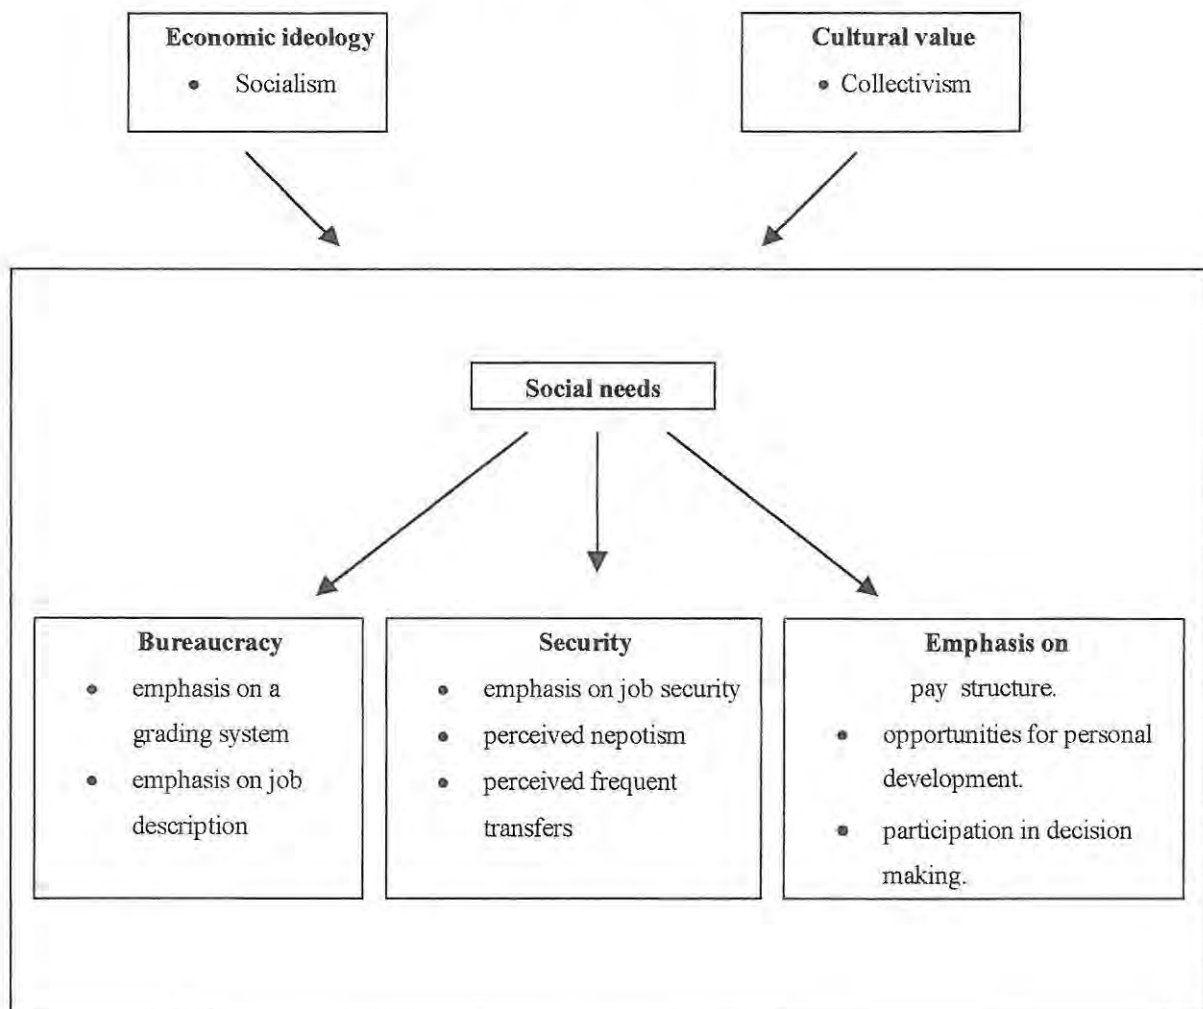 Economic ideology
• Socialism
Cultural value
• Collectivism
Social needs
Bureaucracy
• emphasis on a
grading system
• emphasis on job
description
Security
• emphasis on job security
• perceived nepotism
• perceived frequent
transfers
Emphasis on
pay structure.
• opportunities for personal
development.
• participation in decision
making.